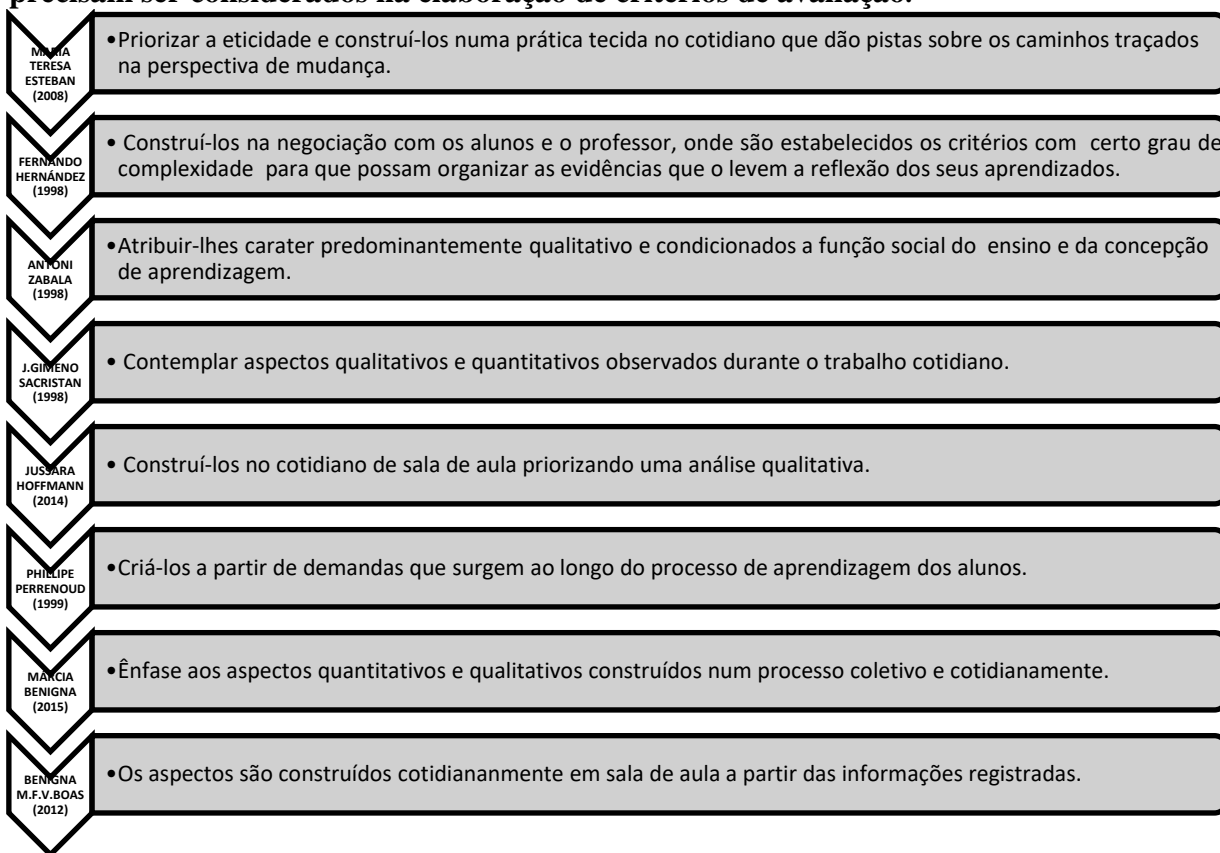 precisam ser considerados na elaboração de critérios de avaliação.
MARIA
TERESA
ESTEBAN
(2008)
•Priorizar a eticidade e construí-los numa prática tecida no cotidiano que dão pistas sobre os caminhos traçados
na perspectiva de mudança.
FERNANDO
HERNÁNDEZ
(1998)
• Construí-los na negociação com os alunos e o professor, onde são estabelecidos os critérios com certo grau de
complexidade para que possam organizar as evidências que o levem a reflexão dos seus aprendizados.
ANTONI
ZABALA
(1998)
•Atribuir-lhes carater predominantemente qualitativo e condicionados a função social do ensino e da concepção
de aprendizagem.
J.GIMENO
SACRISTAN
(1998)
• Contemplar aspectos qualitativos e quantitativos observados durante o trabalho cotidiano.
JUSSARA
HOFFMANN
(2014)
• Construí-los no cotidiano de sala de aula priorizando uma análise qualitativa.
PHILLIPE
PERRENOUD
(1999)
•Criá-los a partir de demandas que surgem ao longo do processo de aprendizagem dos alunos.
MÁRCIA
BENIGNA
(2015)
•Ênfase aos aspectos quantitativos e qualitativos construídos num processo coletivo e cotidianamente.
BENIGNA
M.F.V.BOAS
(2012)
•Os aspectos são construídos cotidiananmente em sala de aula a partir das informações registradas.